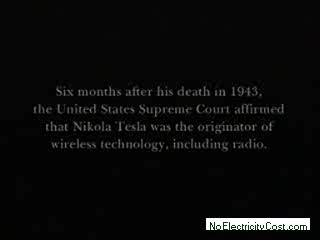 Six months after his death in 1943,
the United States Supreme Court affirmed
that Nikola Tesla was the originator of
wireless technology, including radio.
NoElectricityCost.com